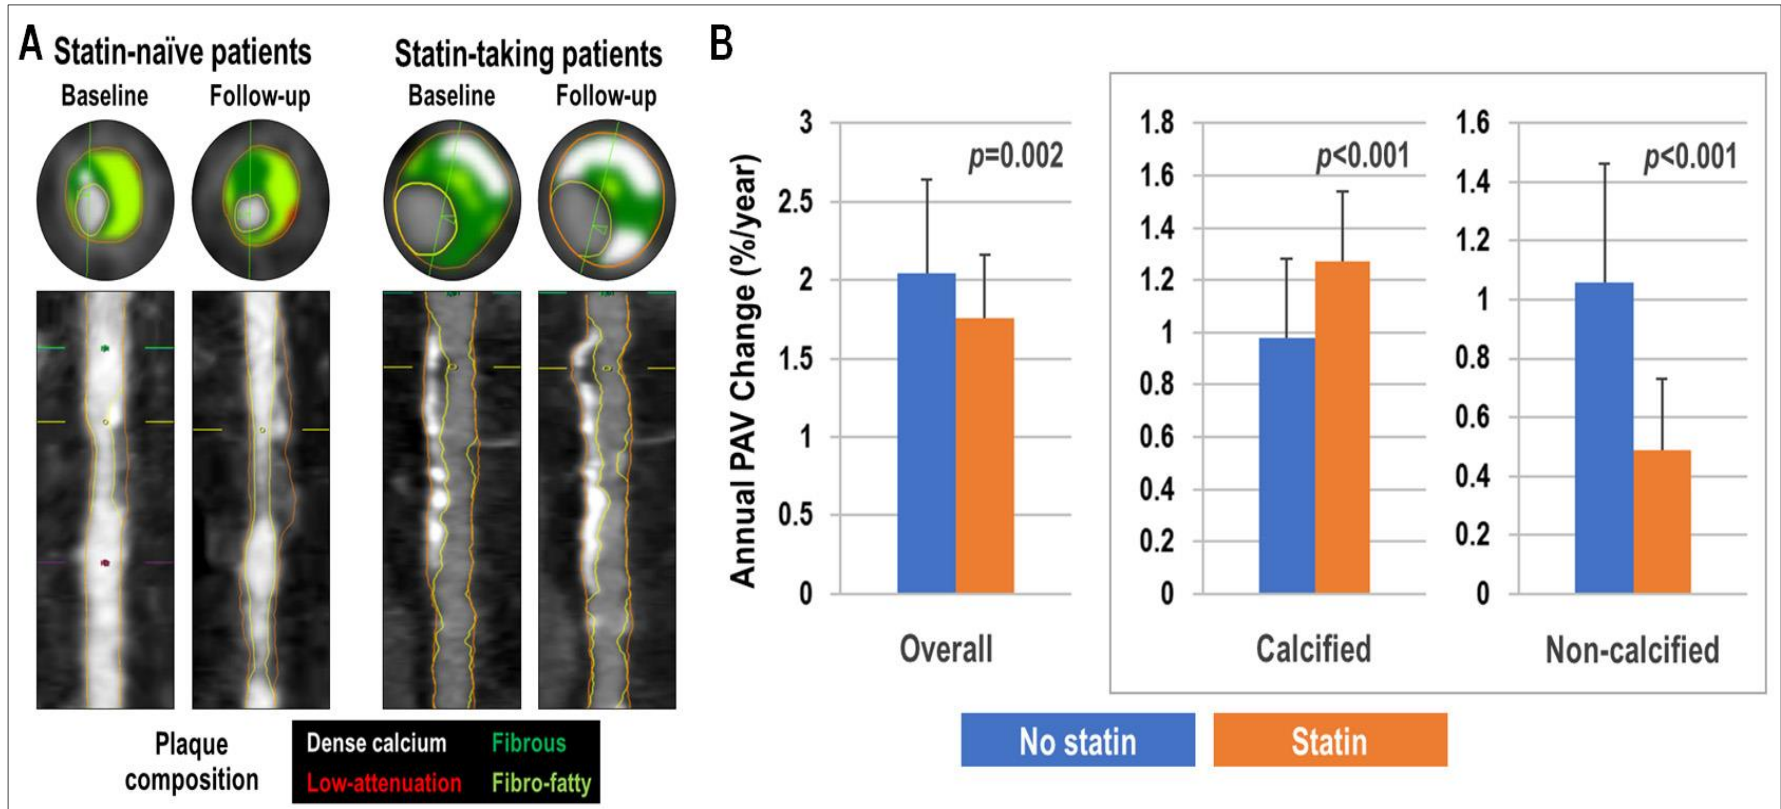 A
Statin-naïve patients
Statin-taking patients
Baseline
Follow-up
Baseline
Follow-up
Plaque
composition
Dense calcium
Fibrous
Low-attenuation
Fibro-fatty
B
Annual PAV Change (%/year)
3
2.5
2
1.5
1
0.5
0
p=0.002
Overall
1.8
1.6
1.4
1.2
1
0.8
0.6
0.4
0.2
0
p<0.001
Calcified
1.6
1.4
1.2
1
0.8
0.6
0.4
0.2
0
p<0.001
Non-calcified
No statin
Statin